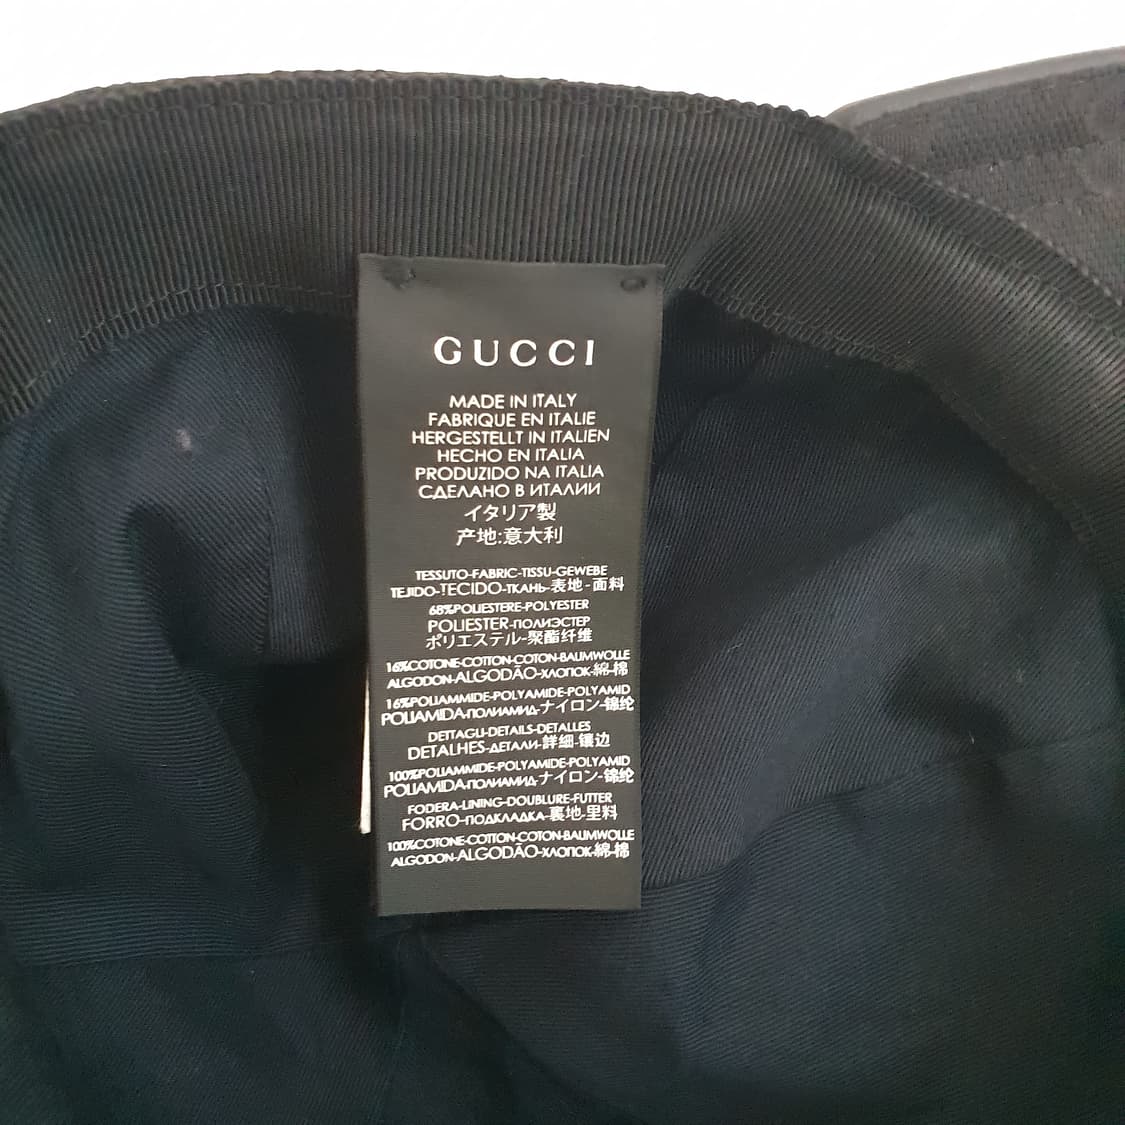 GUCCI
MADE IN ITALY
FABRIQUE EN ITALIE
HERGESTELLT IN ITALIEN
HECHO EN ITALIA
PRODUZIDO NA ITALIA
СДЕЛАНО В ИТАЛИИ
イタリア製
产地:意大利
TESSUTO-FABRIC-TISSU-GEWEBE
TEJIDO-TECIDO-ТКАНЬ-表地-面料
68%POLIESTERE-POLYESTER
POLIESTER-ПОЛИЭСТЕР
ポリエステル-聚酯纤维
16%COTONE-COTTON-COTON-BAUMWOLLE
ALGODON-ALGODÃO-ХЛОПОК-綿-棉
16%POLIAMMIDE-POLYAMIDE-POLYAMID
POLIAMIDA-ПОЛИАМИД-ナイロン-锦纶
DETTAGLI-DETAILS-DETALLES
DETALHES-ДЕТАЛИ-詳細-镶边
100%POLIAMMIDE-POLYAMIDE-POLYAMID
POLIAMIDA-ПОЛИАМИД-ナイロン-锦纶
FODERA-LINING-DOUBLURE-FUTTER
FORRO-ПОДКЛАДКА-裏地-里料
100%COTONE-COTTON-COTON-BAUMWOLLE
ALGODON-ALGODÃO-ХЛОПОК-綿-棉